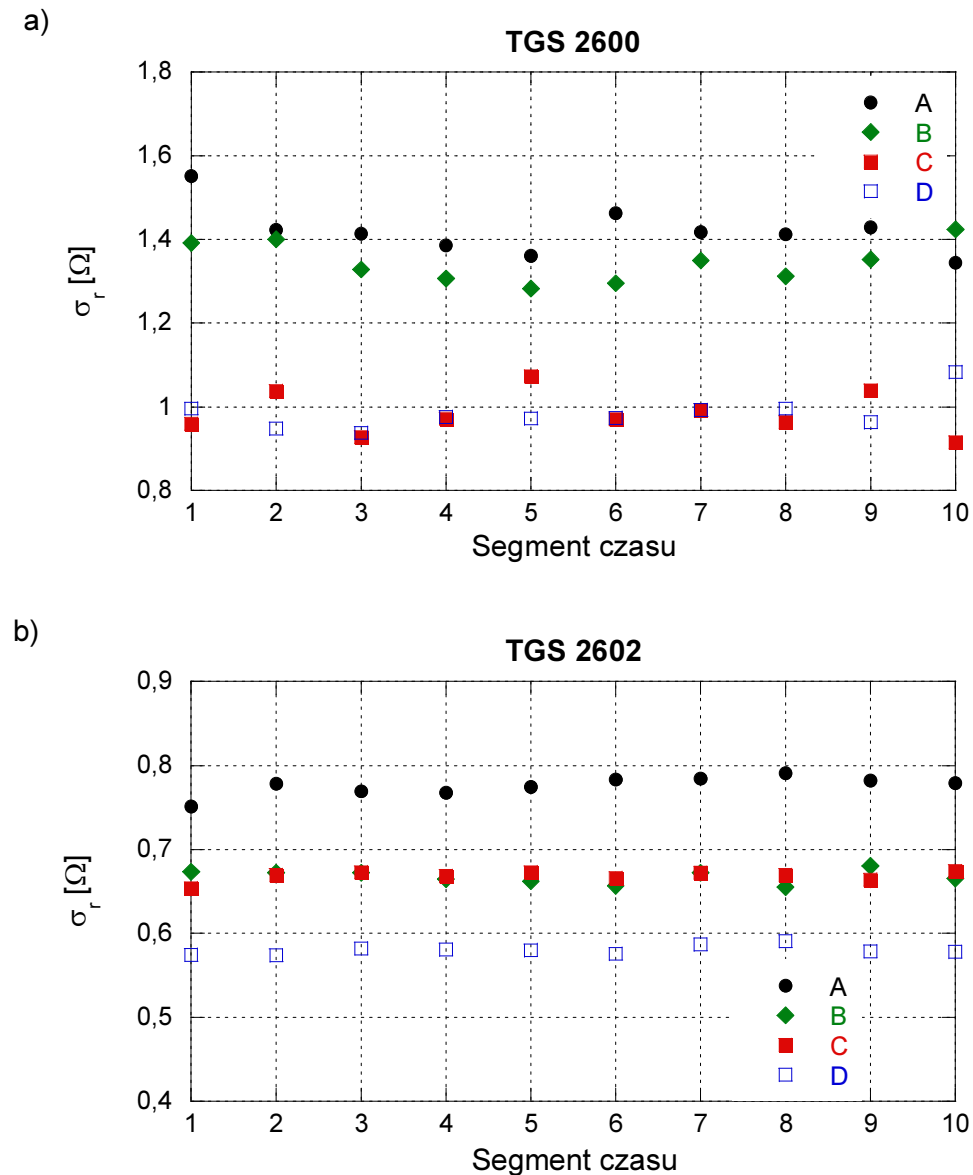 a)
TGS 2600
1,8
1,6
1,4
1,2
1
0,8
σr [Ω]
A
B
C
D
1 2 3 4 5 6 7 8 9 10
Segment czasu
b)
TGS 2602
0,9
0,8
0,7
0,6
0,5
0,4
σr [Ω]
A
B
C
D
1 2 3 4 5 6 7 8 9 10
Segment czasu